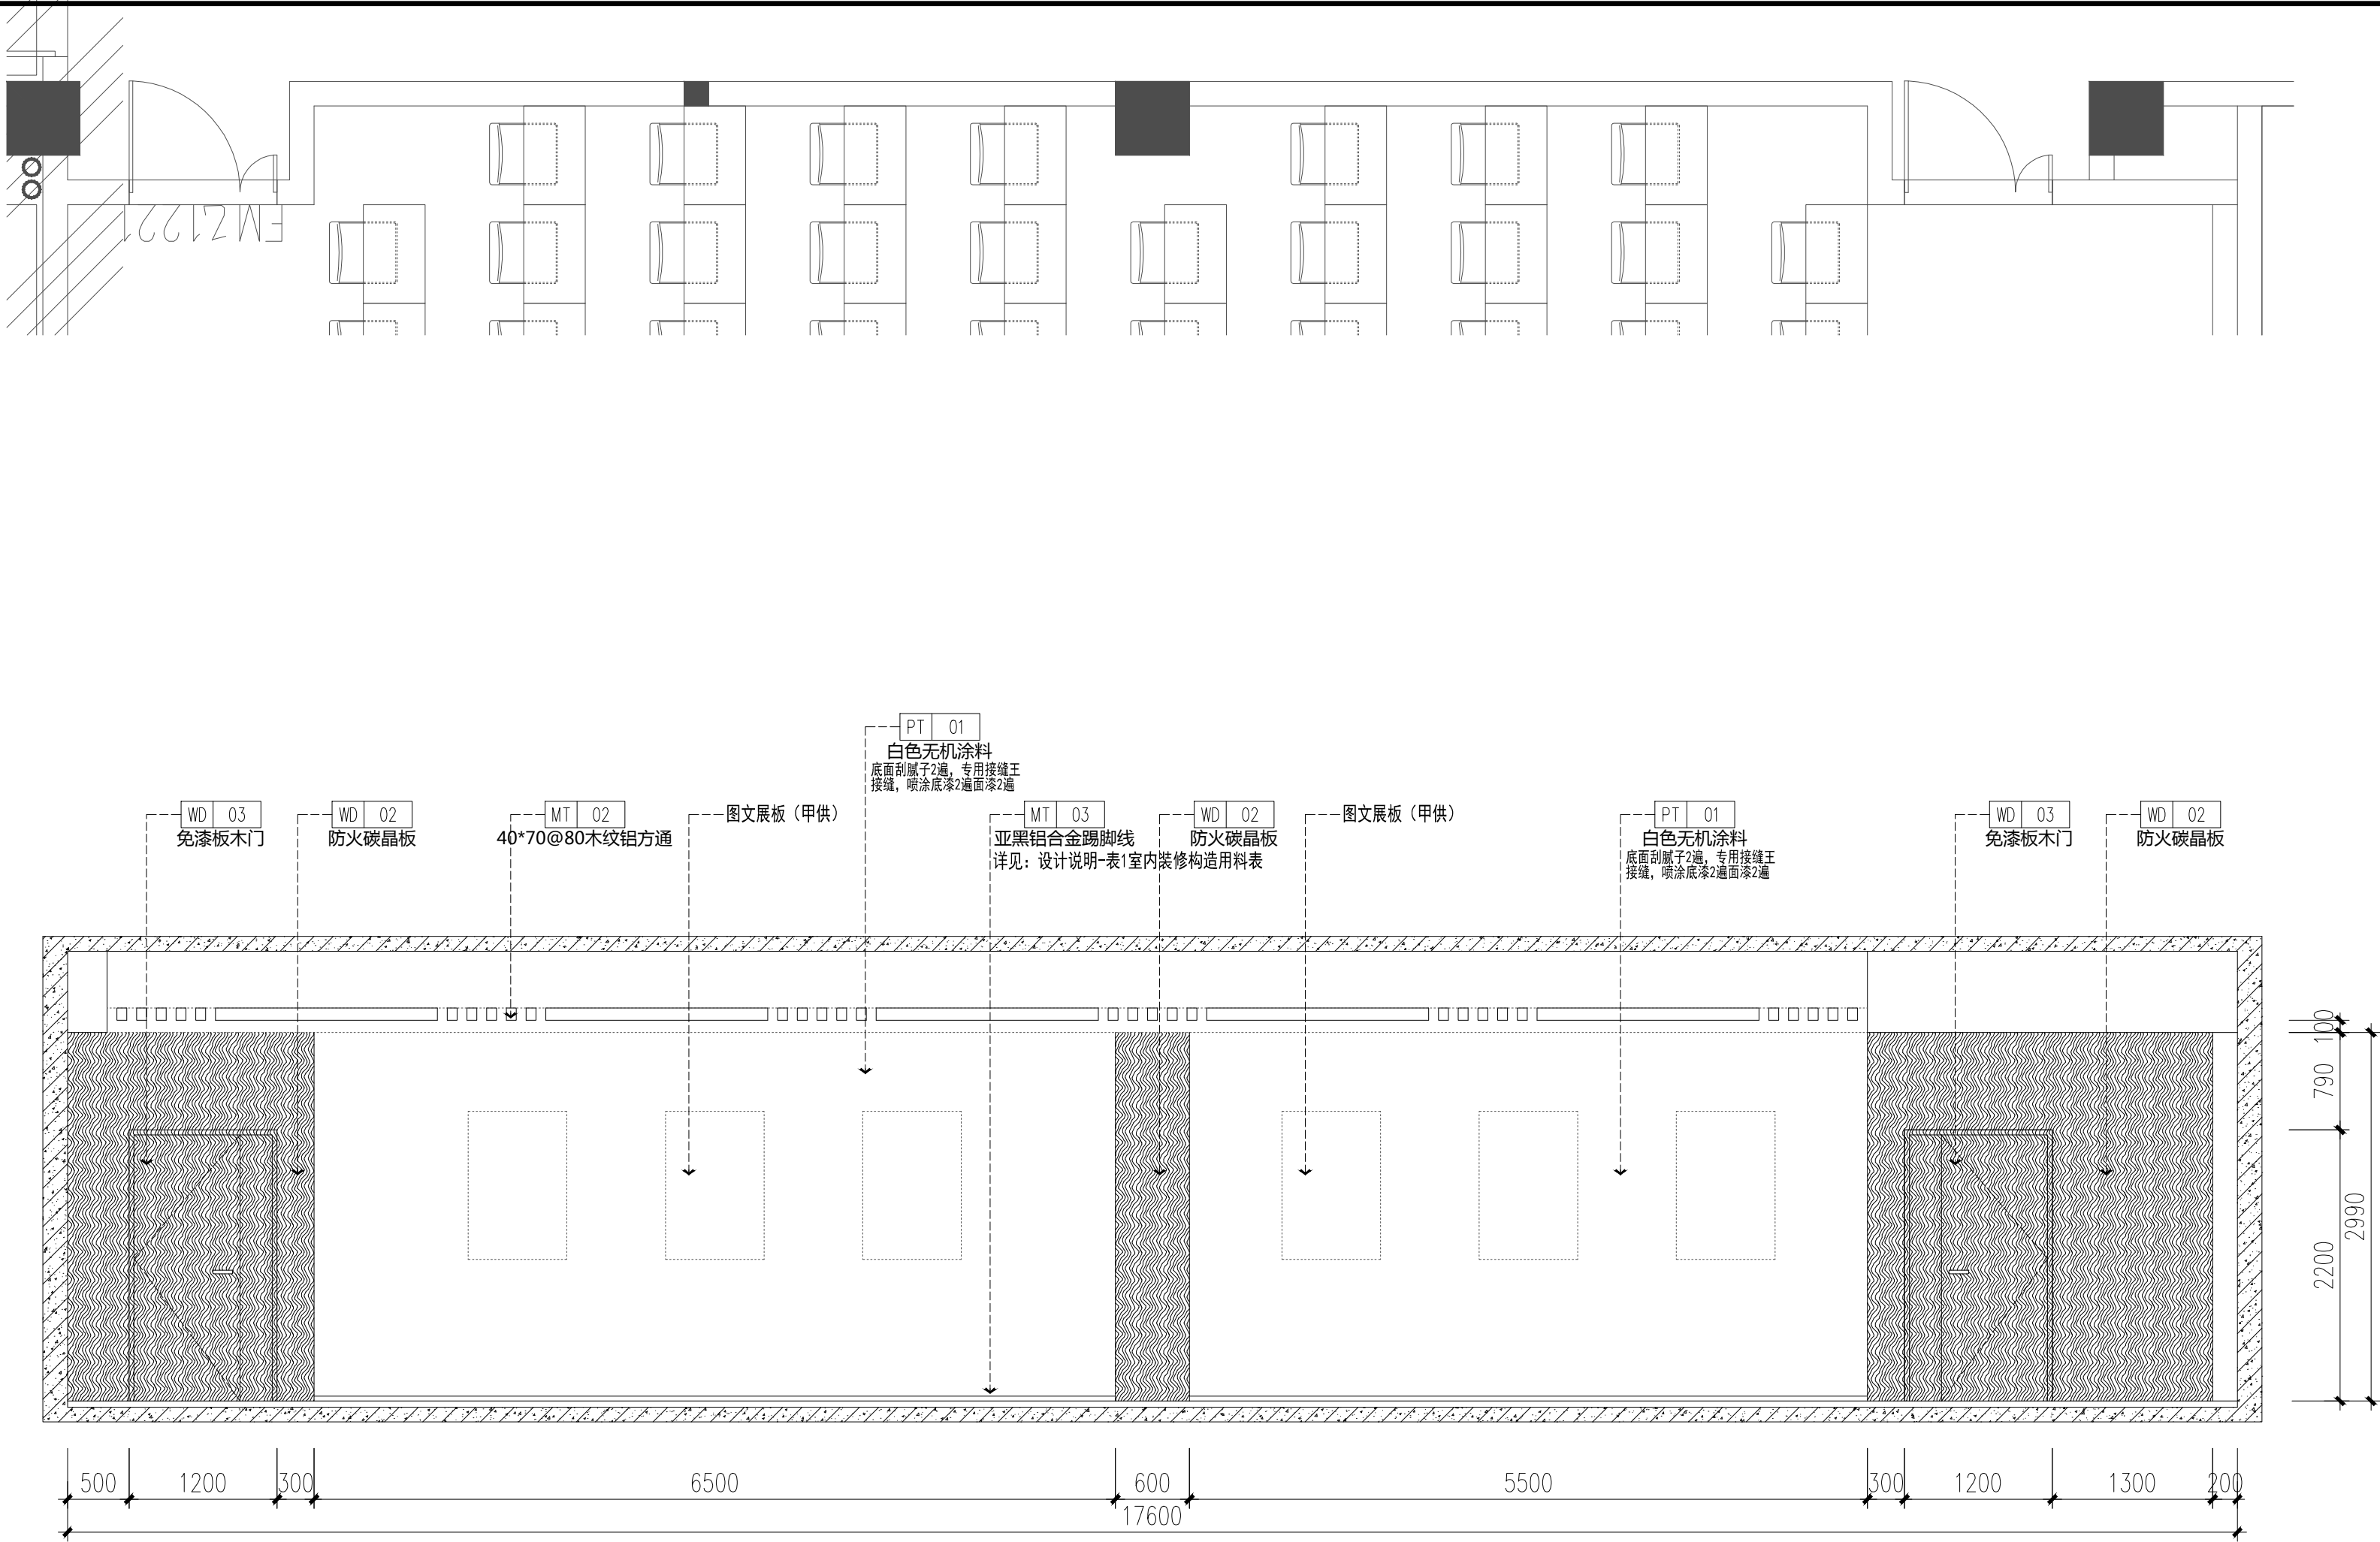 FMZ1221
PT 01
白色无机涂料
底面刮腻子2遍，专用接缝王
接缝，喷涂底漆2遍面漆2遍
WD 03
免漆板木门
WD 02
防火碳晶板
MT 02
40*70@80木纹铝方通
图文展板（甲供）
MT 03
亚黑铝合金踢脚线
详见：设计说明-表1室内装修构造用料表
WD 02
防火碳晶板
图文展板（甲供）
PT 01
白色无机涂料
底面刮腻子2遍，专用接缝王
接缝，喷涂底漆2遍面漆2遍
WD 03
免漆板木门
WD 02
防火碳晶板
100
790
2200
2990
500 1200 300 6500 600 5500 300 1200 1300 200
17600